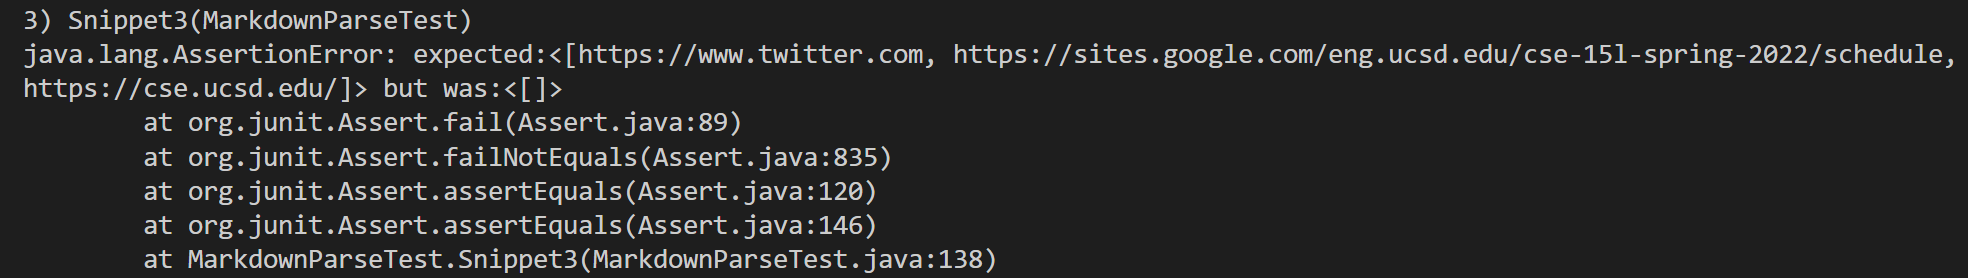 3) Snippet3(MarkdownParseTest)
java.lang.AssertionError: expected:<[https://www.twitter.com, https://sites.google.com/eng.ucsd.edu/cse-15l-spring-2022/schedule,
https://cse.ucsd.edu/]> but was:<[]>
        at org.junit.Assert.fail(Assert.java:89)
        at org.junit.Assert.failNotEquals(Assert.java:835)
        at org.junit.Assert.assertEquals(Assert.java:120)
        at org.junit.Assert.assertEquals(Assert.java:146)
        at MarkdownParseTest.Snippet3(MarkdownParseTest.java:138)